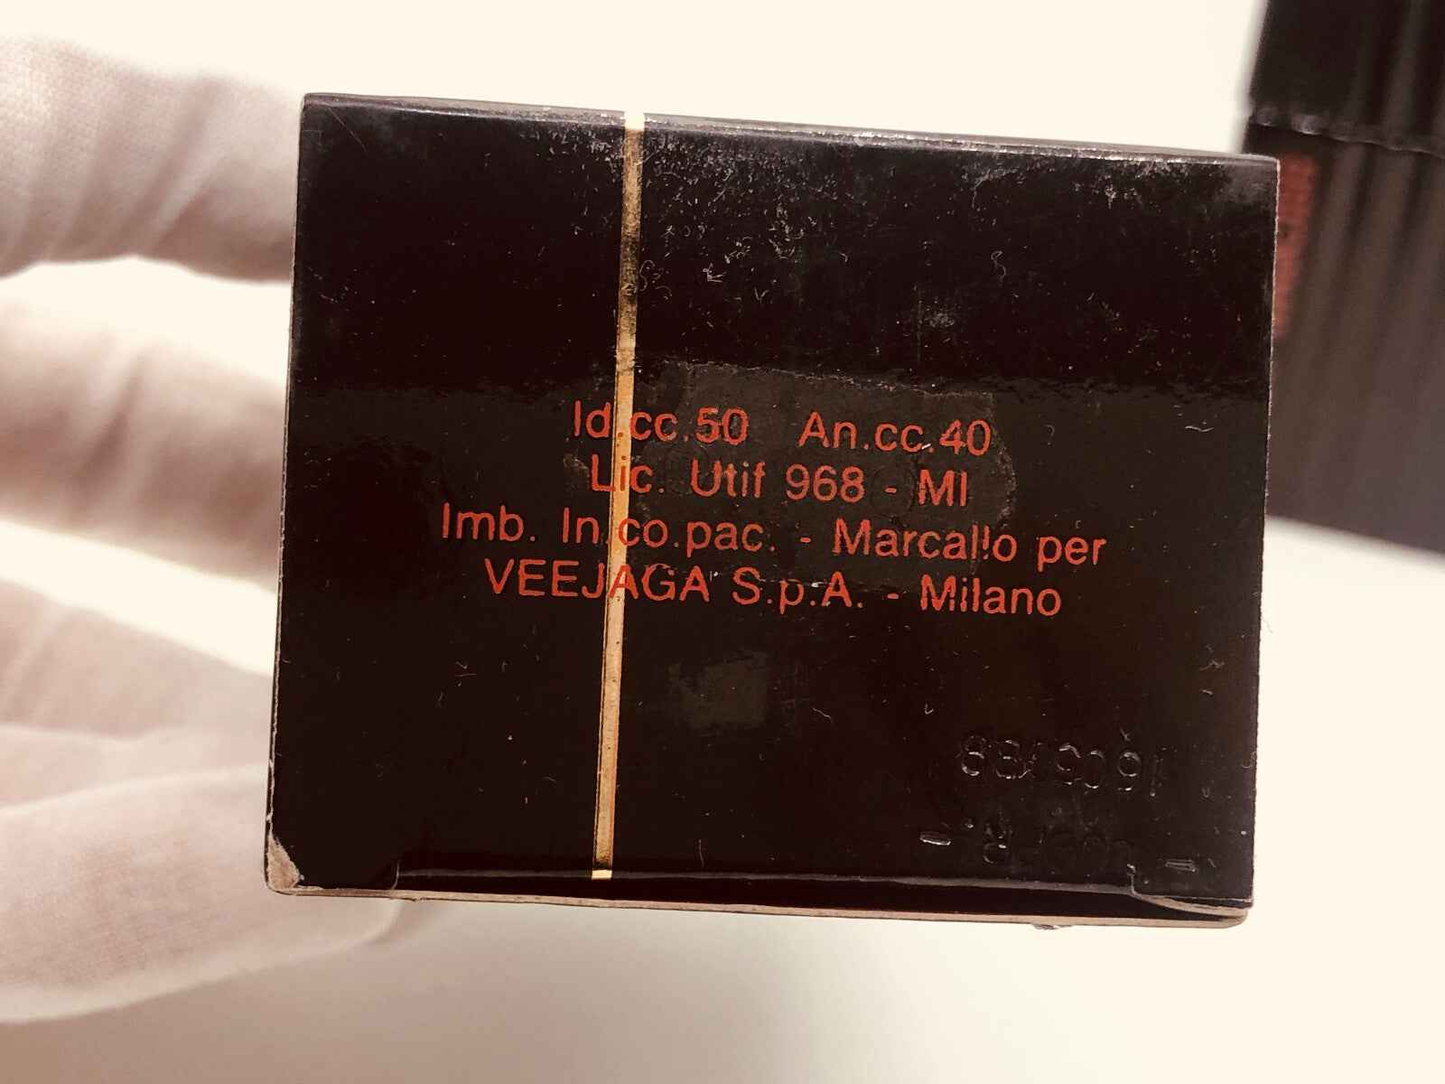 Id.cc.50 An.cc.40
Lic. Utif 968 - MI
Imb. In.co.pac. - Marcallo per
VEEJAGA S.p.A. - Milano